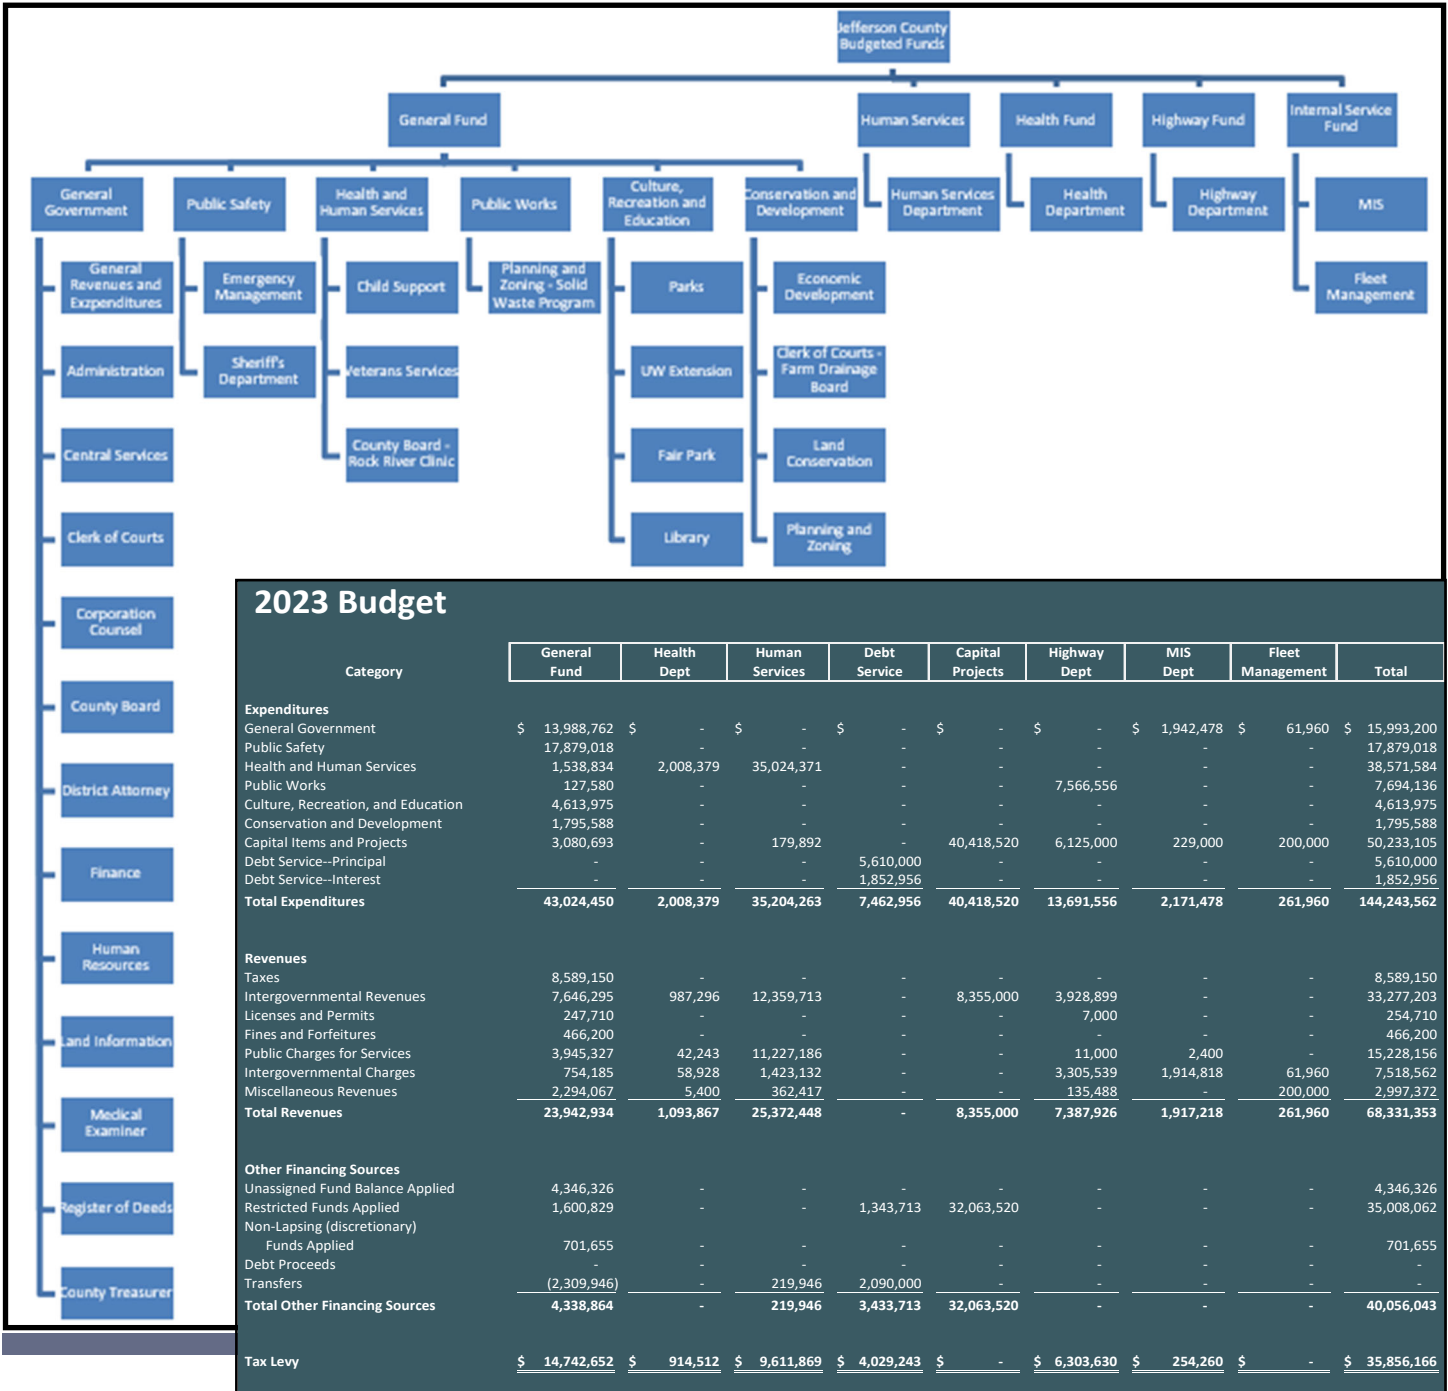 Jefferson County
Budgeted Funds
General Fund
Human Services
Health Fund
Highway Fund
Internal Service
Fund
General
Government
Public Safety
Health and
Human Services
Public Works
Culture,
Recreation and
Education
Conservation and
Development
Human Services
Department
Health
Department
Highway
Department
MIS
General
Revenues and
Exzpenditures
Emergency
Management
Child Support
Planning and
Zoning - Solid
Waste Program
Parks
Economic
Development
Fleet
Management
Administration
Sheriff's
Department
Veterans Services
UW Extension
Clerk of Courts -
Farm Drainage
Board
Central Services
County Board -
Rock River Clinic
Fair Park
Land
Conservation
Clerk of Courts
Library
Planning and
Zoning
Corporation
Counsel
County Board
District Attorney
Finance
Human
Resources
Land Information
Medical
Examiner
Register of Deeds
County Treasurer
2023 Budget
General Health Human Debt Capital Highway MIS Fleet
Category Fund Dept Services Service Projects Dept Dept Management Total
Expenditures
General Government $ 13,988,762 $ - $ - $ - $ - $ - $ 1,942,478 $ 61,960 $ 15,993,200
Public Safety 17,879,018 - - - - - - - 17,879,018
Health and Human Services 1,538,834 2,008,379 35,024,371 - - - - - 38,571,584
Public Works 127,580 - - - - 7,566,556 - - 7,694,136
Culture, Recreation, and Education 4,613,975 - - - - - - - 4,613,975
Conservation and Development 1,795,588 - - - - - - - 1,795,588
Capital Items and Projects 3,080,693 - 179,892 - 40,418,520 6,125,000 229,000 200,000 50,233,105
Debt Service--Principal - - - 5,610,000 - - - - 5,610,000
Debt Service--Interest - - - 1,852,956 - - - - 1,852,956
Total Expenditures 43,024,450 2,008,379 35,204,263 7,462,956 40,418,520 13,691,556 2,171,478 261,960 144,243,562
Revenues
Taxes 8,589,150 - - - - - - - 8,589,150
Intergovernmental Revenues 7,646,295 987,296 12,359,713 - 8,355,000 3,928,899 - - 33,277,203
Licenses and Permits 247,710 - - - - 7,000 - - 254,710
Fines and Forfeitures 466,200 - - - - - - - 466,200
Public Charges for Services 3,945,327 42,243 11,227,186 - - 11,000 2,400 - 15,228,156
Intergovernmental Charges 754,185 58,928 1,423,132 - - 3,305,539 1,914,818 61,960 7,518,562
Miscellaneous Revenues 2,294,067 5,400 362,417 - - 135,488 - 200,000 2,997,372
Total Revenues 23,942,934 1,093,867 25,372,448 - 8,355,000 7,387,926 1,917,218 261,960 68,331,353
Other Financing Sources
Unassigned Fund Balance Applied 4,346,326 - - - - - - - 4,346,326
Restricted Funds Applied 1,600,829 - - 1,343,713 32,063,520 - - - 35,008,062
Non-Lapsing (discretionary)
Funds Applied 701,655 - - - - - - - 701,655
Debt Proceeds - - - - - - - - -
Transfers (2,309,946) - 219,946 2,090,000 - - - - -
Total Other Financing Sources 4,338,864 - 219,946 3,433,713 32,063,520 - - - 40,056,043
Tax Levy $ 14,742,652 $ 914,512 $ 9,611,869 $ 4,029,243 $ - $ 6,303,630 $ 254,260 $ - $ 35,856,166